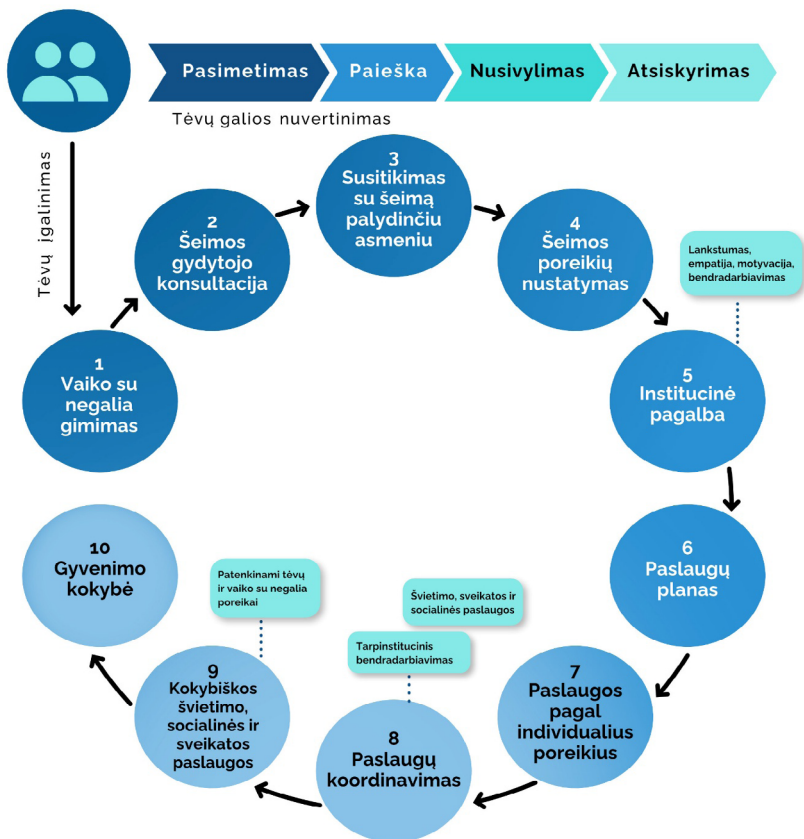 Pasimetimas
Paieška
Nusivylimas
Atsiskyrimas
Tėvų galios nuvertinimas
Tėvų įgalinimas
1
Vaiko su
negalia
gimimas
2
Šeimos
gydytojo
konsultacija
3
Susitikimas
su šeimą
palydinčiu
asmeniu
4
Šeimos
poreikių
nustatymas
Lankstumas,
empatija, motyvacija,
bendradarbiavimas
5
Institucinė
pagalba
6
Paslaugų
planas
7
Paslaugos
pagal
individualius
poreikius
Švietimo, sveikatos ir
socialinės paslaugos
Tarpinstitucinis
bendradarbiavimas
8
Paslaugų
koordinavimas
Patenkinami tėvų
ir vaiko su negalia
poreikai
9
Kokybiškos
švietimo,
socialinės ir
sveikatos
paslaugos
10
Gyvenimo
kokybė